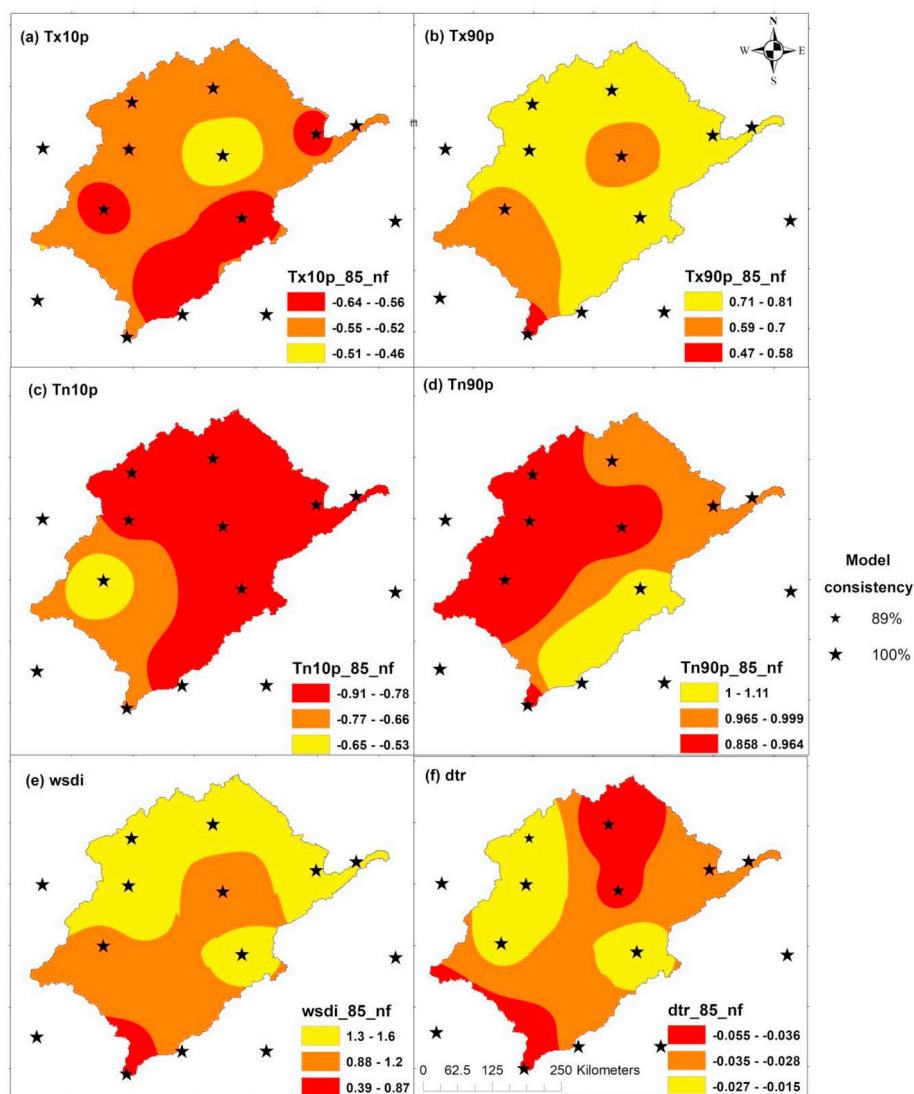 (a) Tx10p
Tx10p_85_nf
-0.64 - -0.56
-0.55 - -0.52
-0.51 - -0.46
(b) Tx90p
N
W E
S
Tx90p_85_nf
0.71 - 0.81
0.59 - 0.7
0.47 - 0.58
(c) Tn10p
Tn10p_85_nf
-0.91 - -0.78
-0.77 - -0.66
-0.65 - -0.53
(d) Tn90p
Tn90p_85_nf
1 - 1.11
0.965 - 0.999
0.858 - 0.964
Model
consistency
89%
100%
(e) wsdi
wsdi_85_nf
1.3 - 1.6
0.88 - 1.2
0.39 - 0.87
(f) dtr
dtr_85_nf
-0.055 - -0.036
-0.035 - -0.028
-0.027 - -0.015
0 62.5 125 250 Kilometers